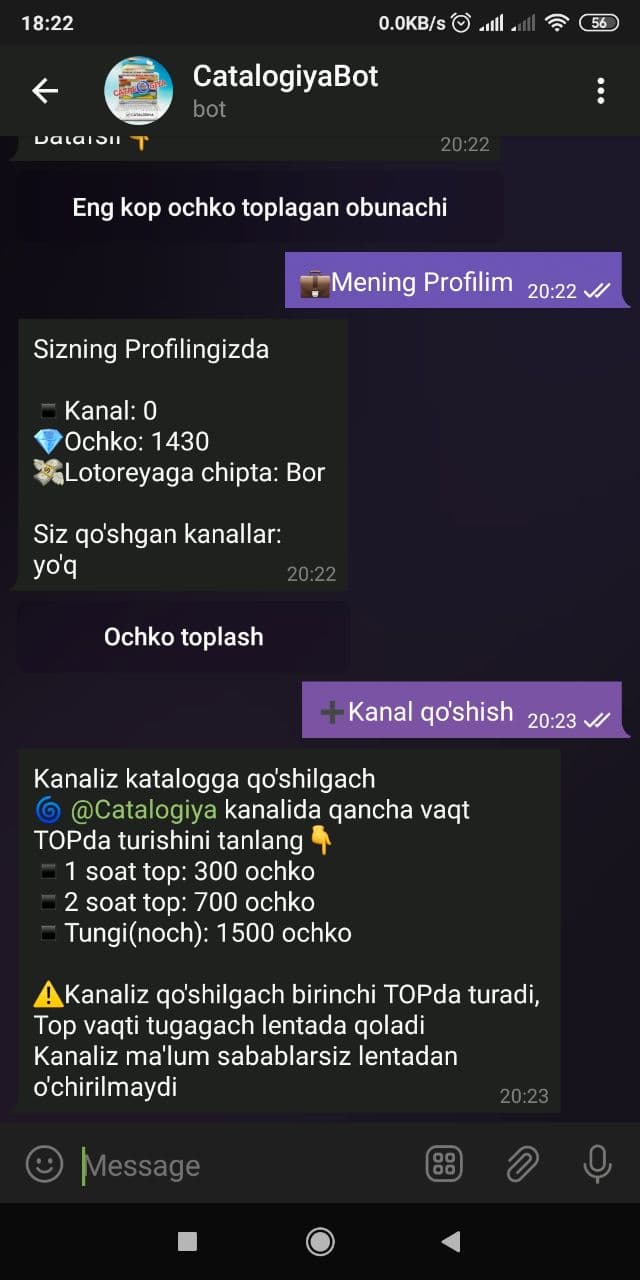 18:22
0.0KB/s
56
CatalogiyaBot
bot
Batafsil👇
20:22
Eng kop ochko toplagan obunachi
💼Mening Profilim 20:22
Sizning Profilingizda
▪️Kanal: 0
💎Ochko: 1430
💸Lotoreyaga chipta: Bor
Siz qo'shgan kanallar:
yo'q
20:22
Ochko toplash
➕Kanal qo'shish 20:23
Kanaliz katalogga qo'shilgach
🌀 @Catalogiya kanalida qancha vaqt
TOPda turishini tanlang👇
▪️1 soat top: 300 ochko
▪️2 soat top: 700 ochko
▪️Tungi(noch): 1500 ochko
⚠️Kanaliz qo'shilgach birinchi TOPda turadi,
Top vaqti tugagach lentada qoladi
Kanaliz ma'lum sabablarsiz lentadan
o'chirilmaydi
20:23
Message